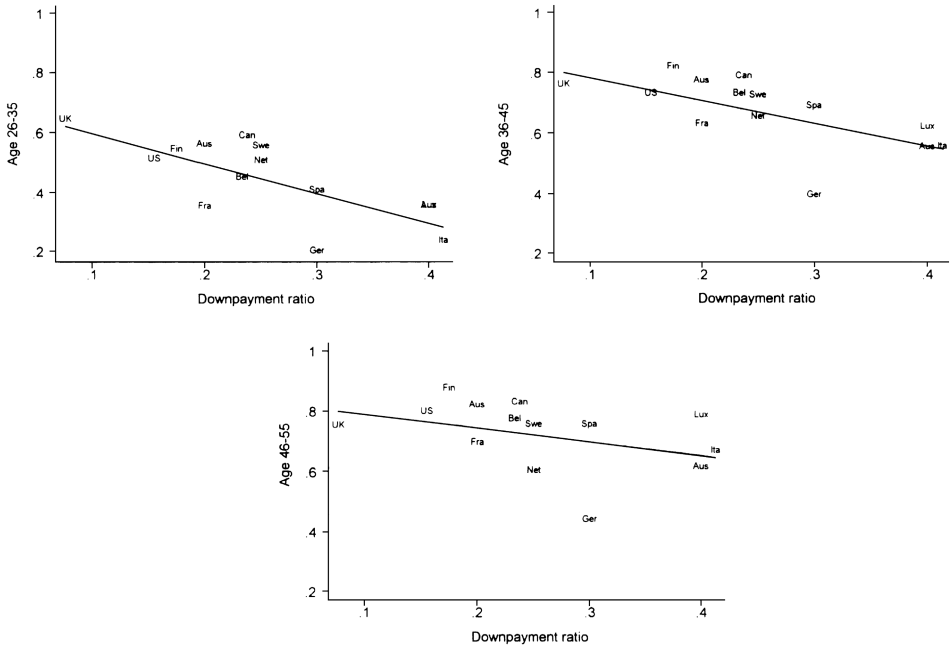 1
.8
.6
.4
.2
Age 26-35
UK
US
Fin
Aus
Fra
Can
Swe
Net
Bel
Spa
Ger
Ita
.1
.2
.3
.4
Downpayment ratio
1
.8
.6
.4
2
Age 36-45
UK
US
Fin
Aus
Fra
Can
Bel
Swe
Net
Spa
Ger
Lux
Aus
Ita
.1
.2
.3
.4
Downpayment ratio
1
.8
.6
.4
.2
Age 46-55
UK
US
Fin
Aus
Fra
Can
Bel
Swe
Net
Spa
Ger
Lux
Ita
Aus
.1
.2
.3
.4
Downpayment ratio